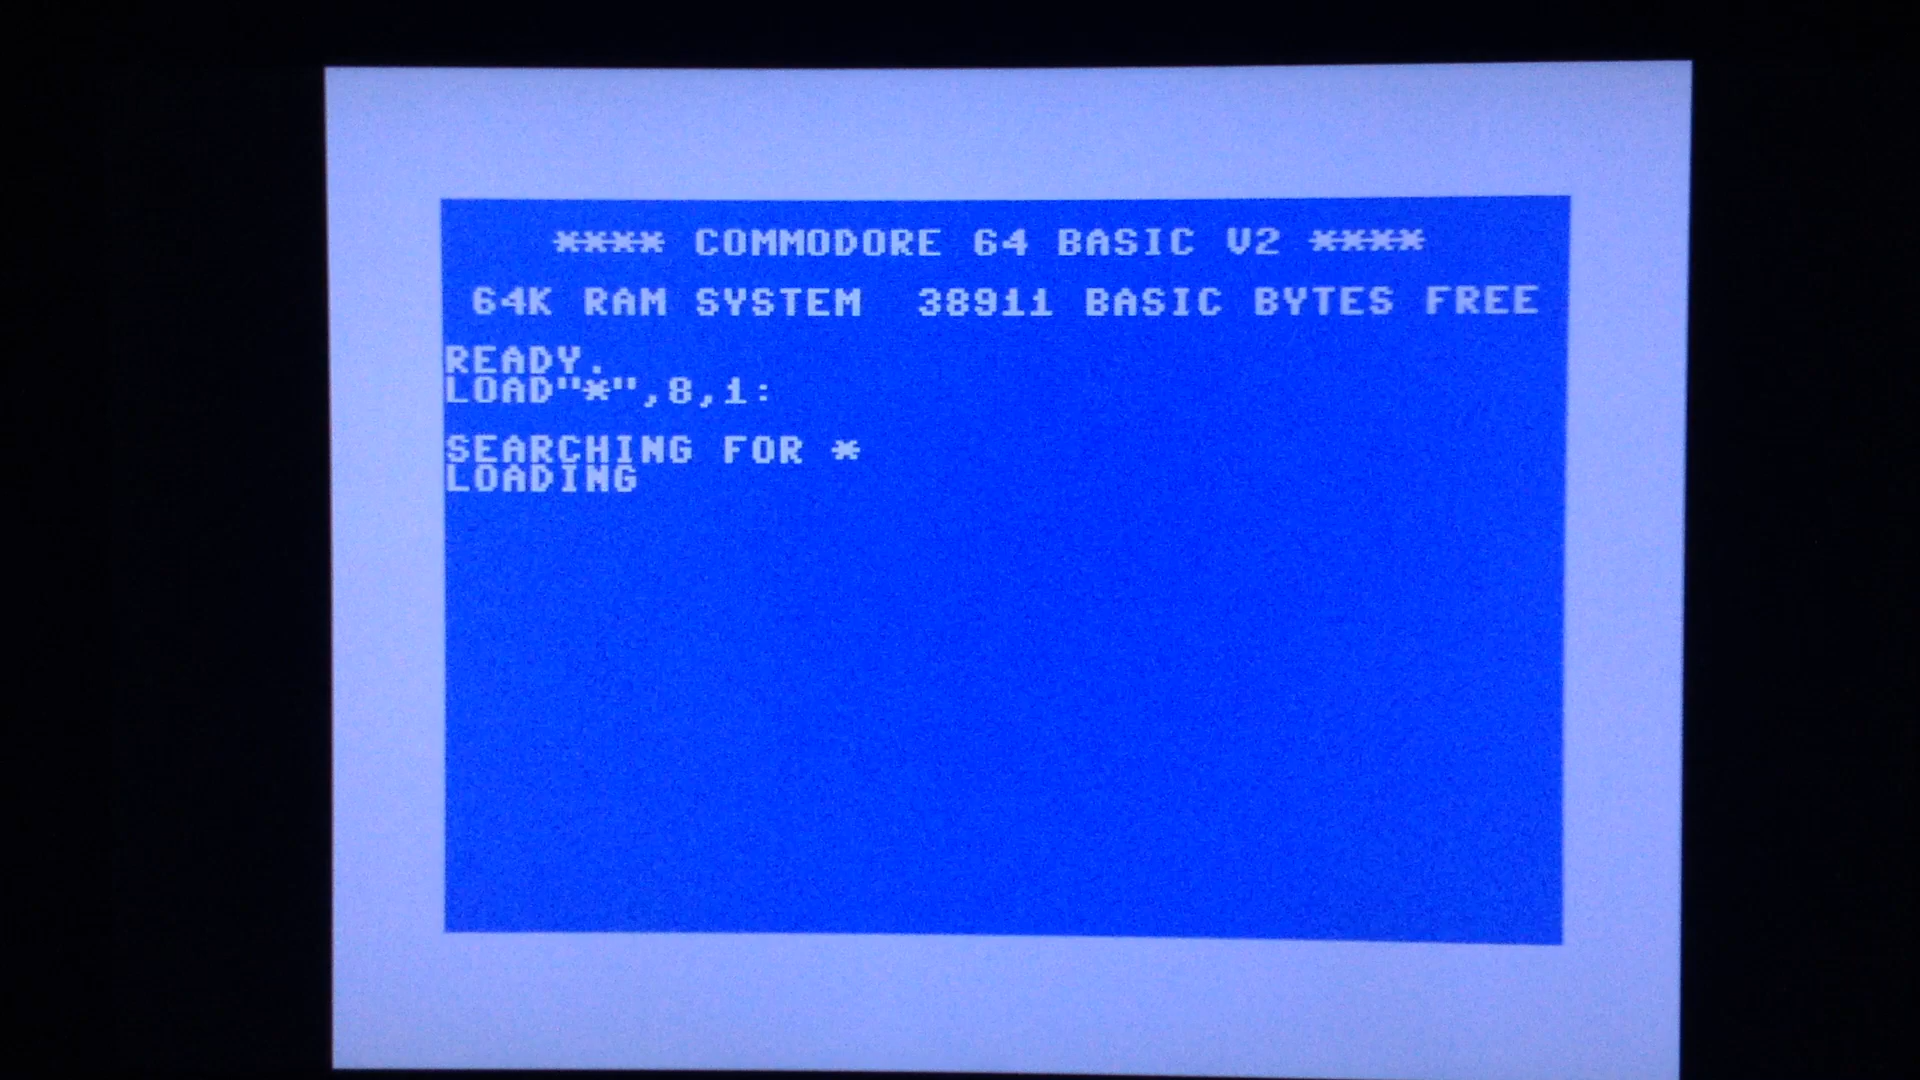 **** COMMODORE 64 BASIC V2 ****
64K RAM SYSTEM  38911 BASIC BYTES FREE
READY.
LOAD"*",8,1:
SEARCHING FOR *
LOADING